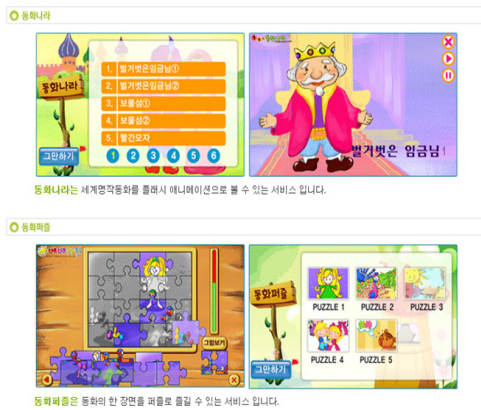 동화나라
동화나라
1. 벌거벗은임금님①
2. 벌거벗은임금님②
3. 보물섬①
4. 보물섬②
5. 빨간모자
그만하기
1 2 3 4 5 6
벌거벗은 임금님1
동화나라는 세계명작동화를 플래시 애니메이션으로 볼 수 있는 서비스 입니다.
동화퍼즐
그림보기
동화퍼즐
PUZZLE 1 PUZZLE 2 PUZZLE 3
PUZZLE 4 PUZZLE 5
그만하기
동화퍼즐은 동화의 한 장면을 퍼즐로 즐길 수 있는 서비스 입니다.